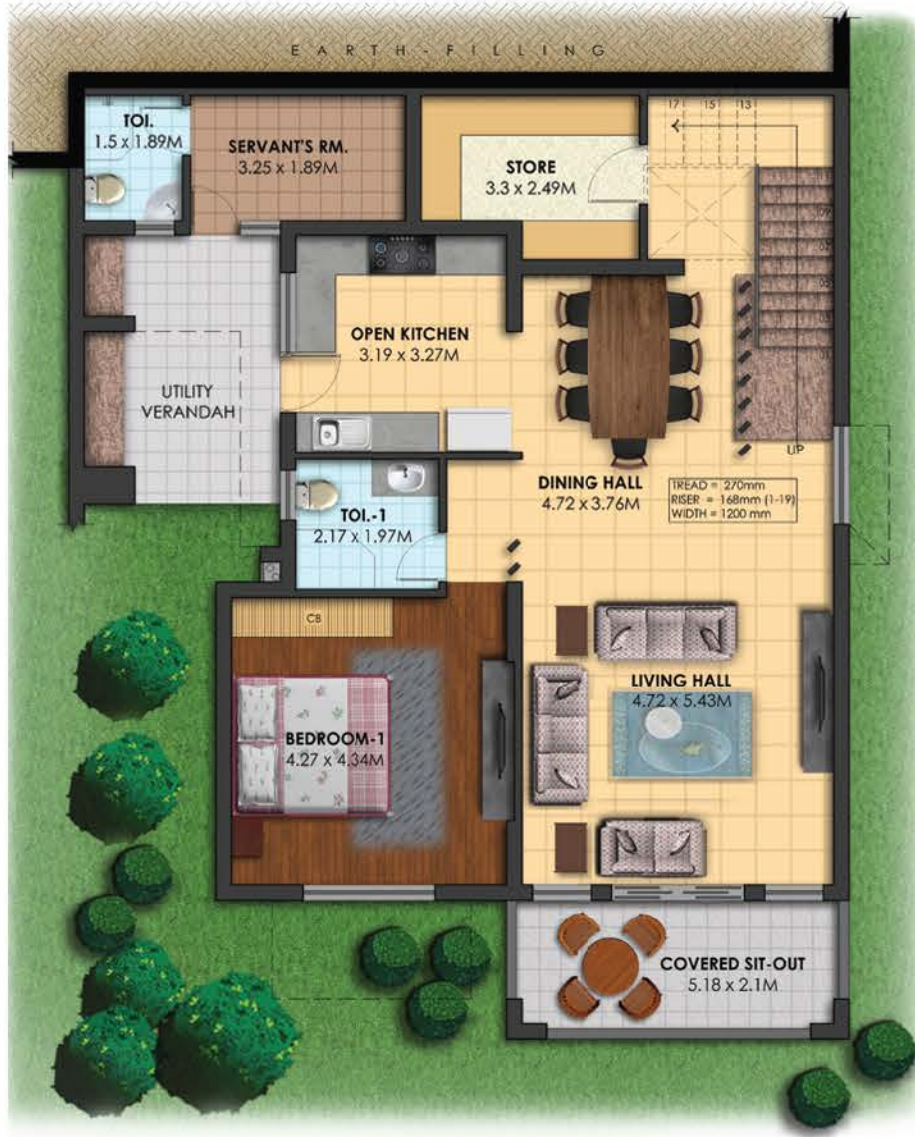 EARTH-FILLING
TOI.
1.5 x 1.89M
SERVANT'S RM.
3.25 x 1.89M
STORE
3.3 x 2.49M
17 15 13
OPEN KITCHEN
3.19 x 3.27M
UTILITY
VERANDAH
UP
DINING HALL
4.72 x 3.76M
TREAD = 270mm
RISER = 168mm (1-19)
WIDTH = 1200 mm
TOI.-1
2.17 x 1.97M
CB
LIVING HALL
4.72 x 5.43M
BEDROOM-1
4.27 x 4.34M
COVERED SIT-OUT
5.18 x 2.1M